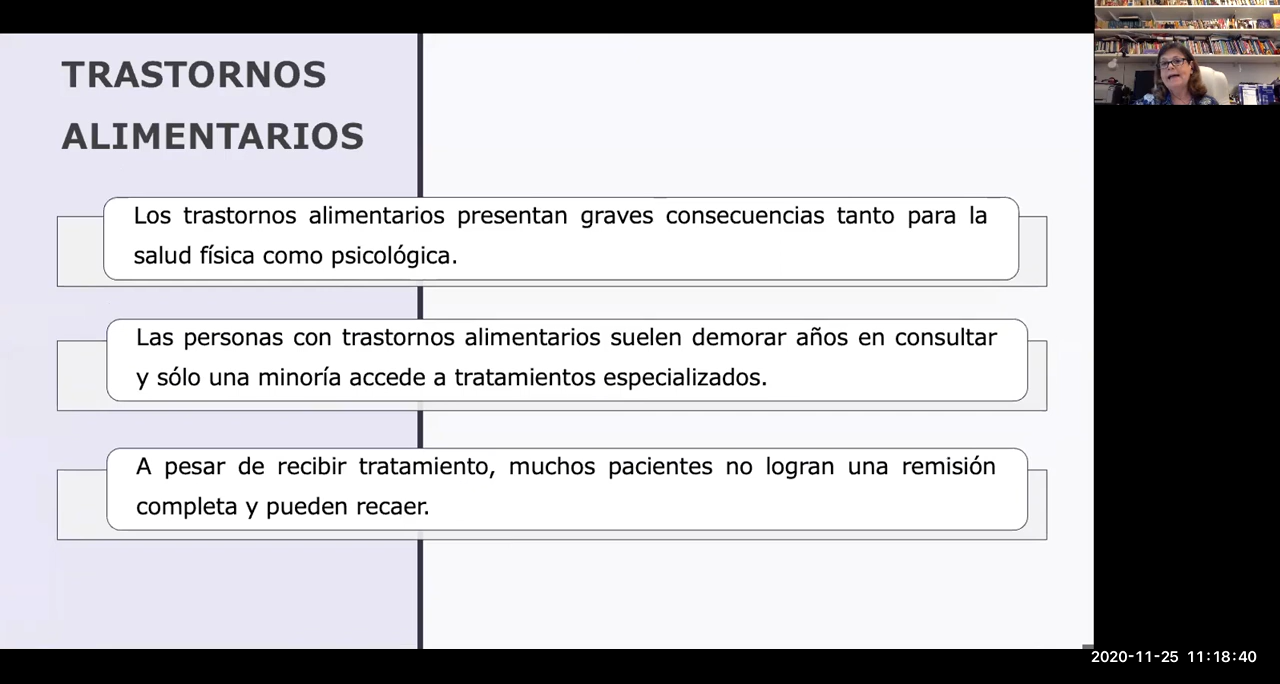 TRASTORNOS
ALIMENTARIOS
Los trastornos alimentarios presentan graves consecuencias tanto para la
salud física como psicológica.
Las personas con trastornos alimentarios suelen demorar años en consultar
y sólo una minoría accede a tratamientos especializados.
A pesar de recibir tratamiento, muchos pacientes no logran una remisión
completa y pueden recaer.
2020-11-25 11:18:40